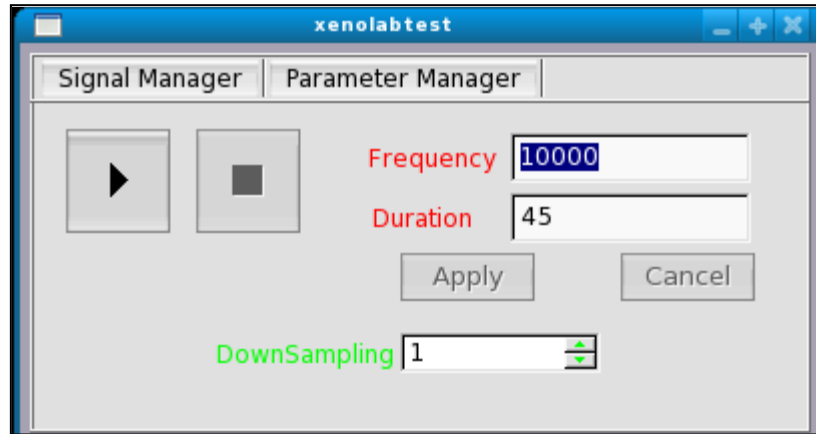 xenolabtest
Signal Manager Parameter Manager
Frequency 10000
Duration 45
Apply Cancel
DownSampling 1